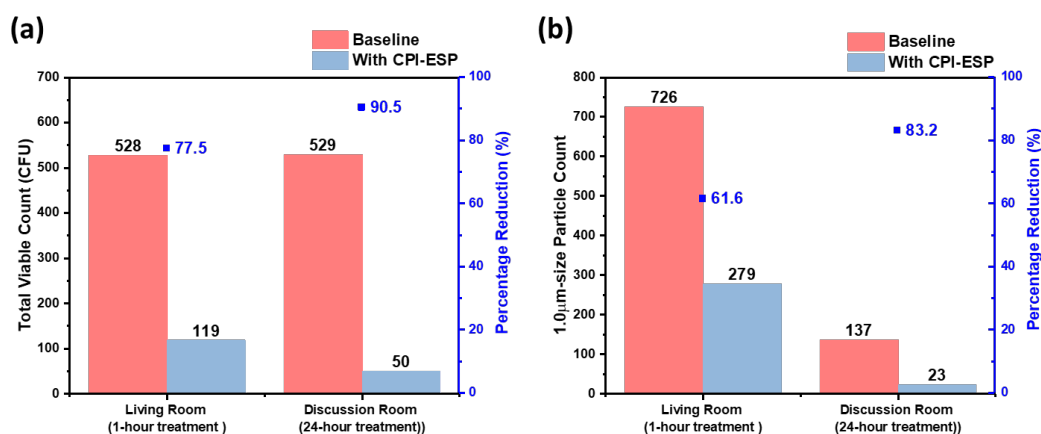 (a)
Baseline
With CPI-ESP
Total Viable Count (CFU)
700
600
500
400
300
200
100
0
528
119
529
50
77.5
90.5
100
80
60
40
20
0
Percentage Reduction (%)
Living Room
(1-hour treatment )
Discussion Room
(24-hour treatment))
(b)
Baseline
With CPI-ESP
1.0μm-size Particle Count
800
700
600
500
400
300
200
100
0
726
279
137
23
61.6
83.2
100
80
60
40
20
0
Percentage Reduction (%)
Living Room
(1-hour treatment )
Discussion Room
(24-hour treatment))